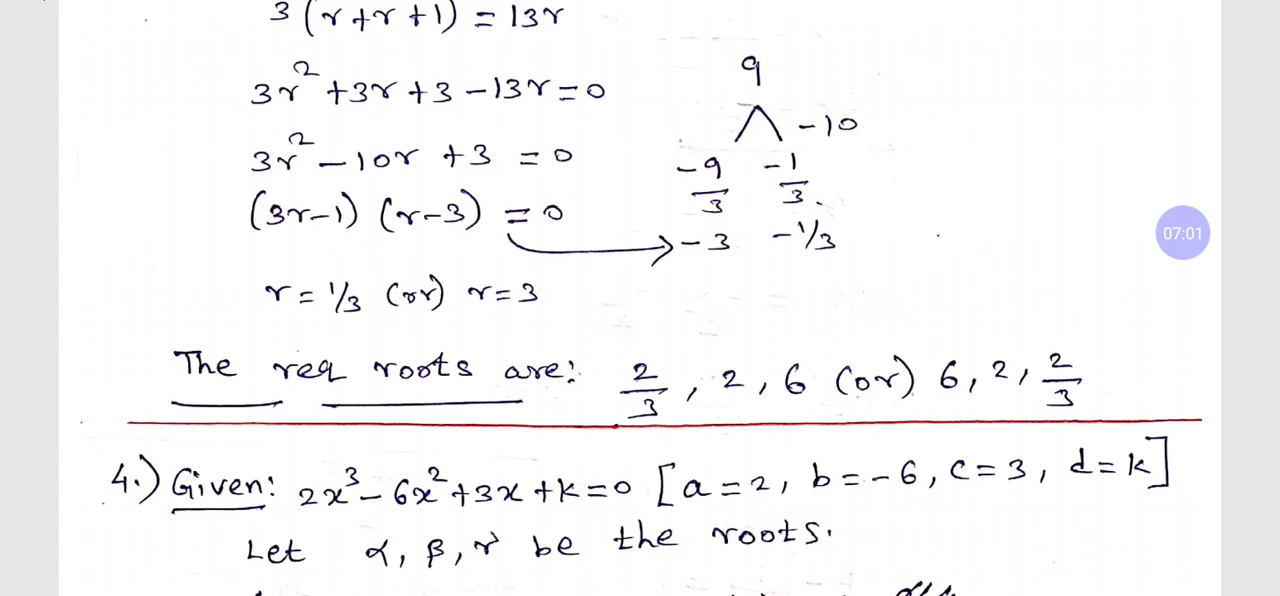 3 (r + r + 1) = 13r
3r² + 3r + 3 - 13r = 0
3r² - 10r + 3 = 0
(3r-1) (r-3) = 0
9
-10
-9/3 -1/3.
-3 -1/3
r = 1/3 (or) r = 3
The req roots are: 2/3, 2, 6 (or) 6, 2, 2/3
4.) Given: 2x³ - 6x² + 3x + k = 0 [a = 2, b = -6, c = 3, d = k]
Let α, β, γ be the roots.
07:01